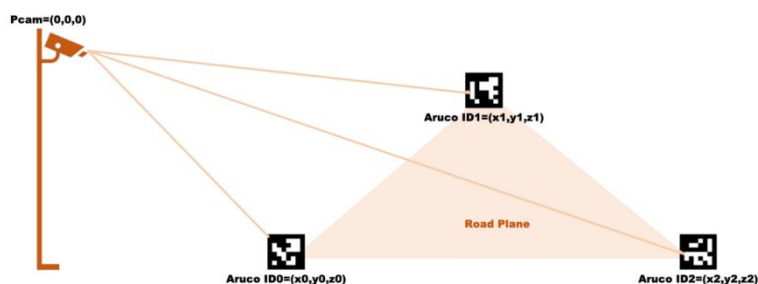 Pcam=(0,0,0)
Aruco ID1=(x1,y1,z1)
Road Plane
Aruco ID0=(x0,y0,z0)
Aruco ID2=(x2,y2,z2)